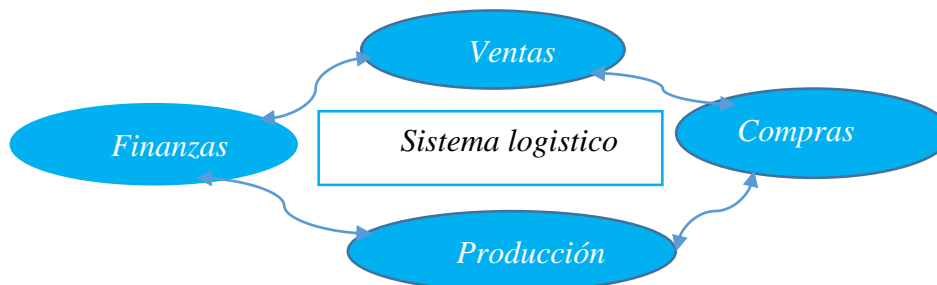 Ventas
Finanzas
Sistema logistico
Compras
Producción